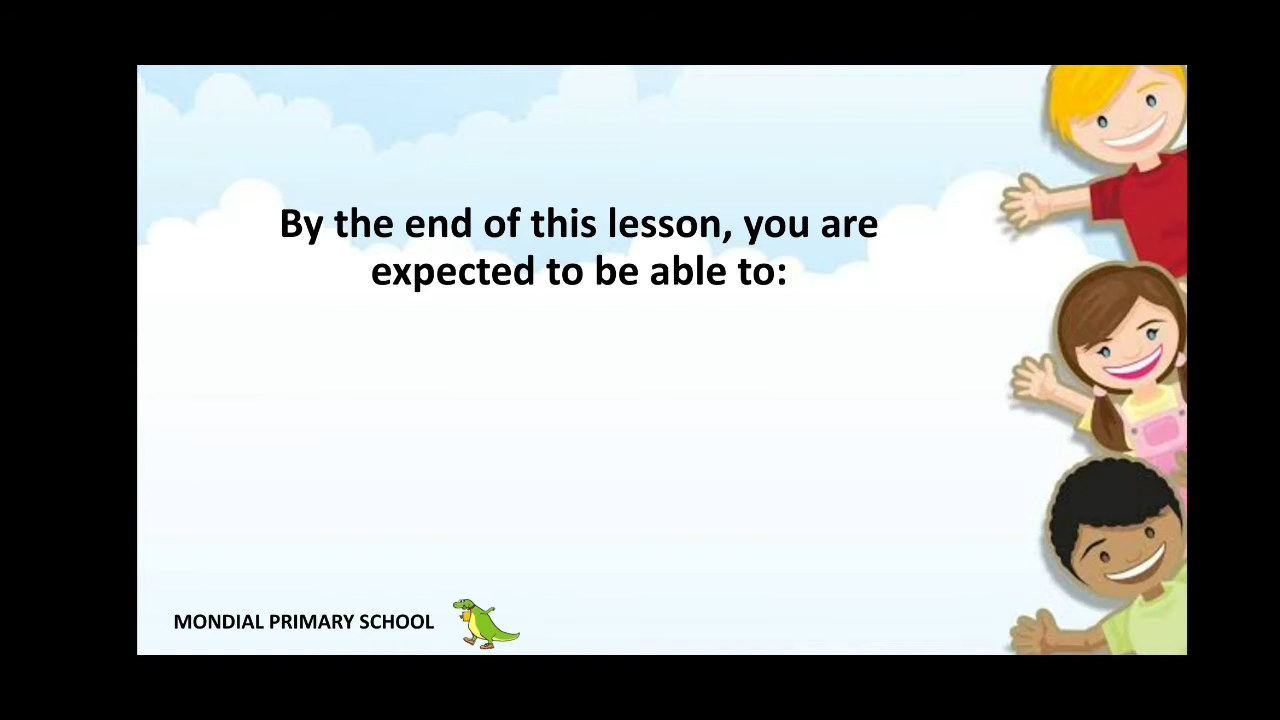 By the end of this lesson, you are
expected to be able to:
MONDIAL PRIMARY SCHOOL